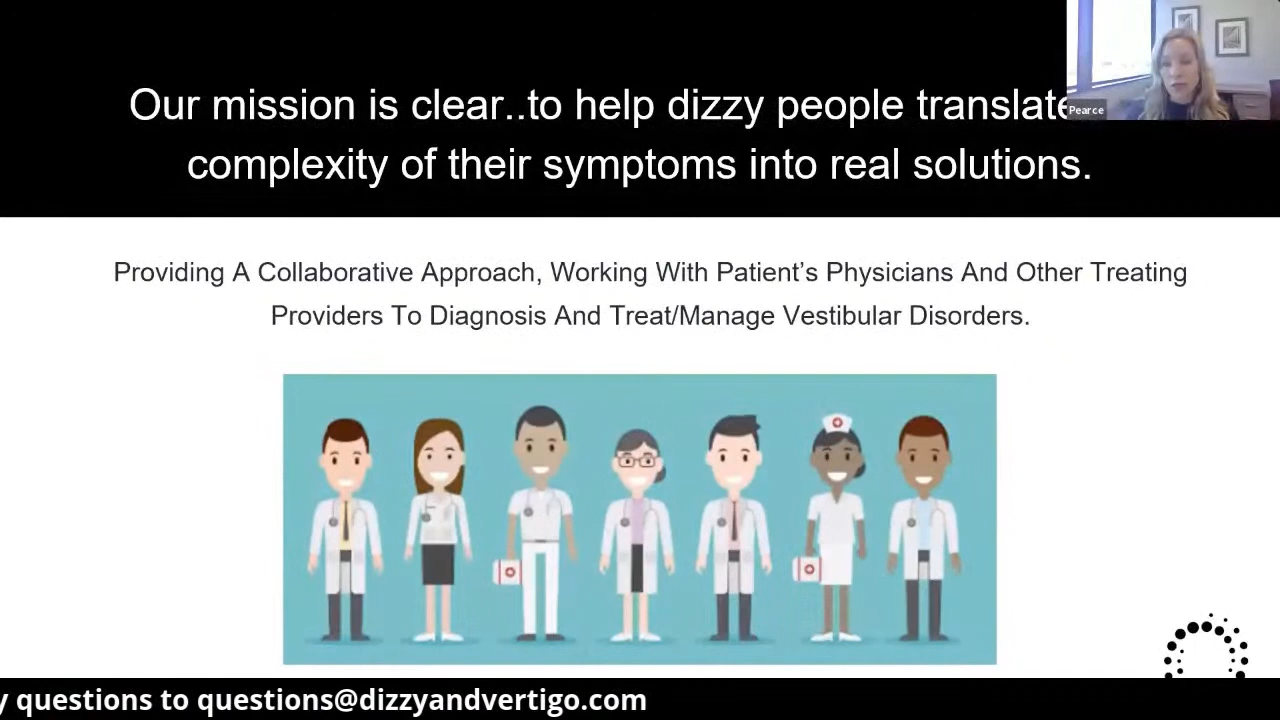 Our mission is clear..to help dizzy people translate
complexity of their symptoms into real solutions.
Pearce
Providing A Collaborative Approach, Working With Patient’s Physicians And Other Treating
Providers To Diagnosis And Treat/Manage Vestibular Disorders.
questions to questions@dizzyandvertigo.com